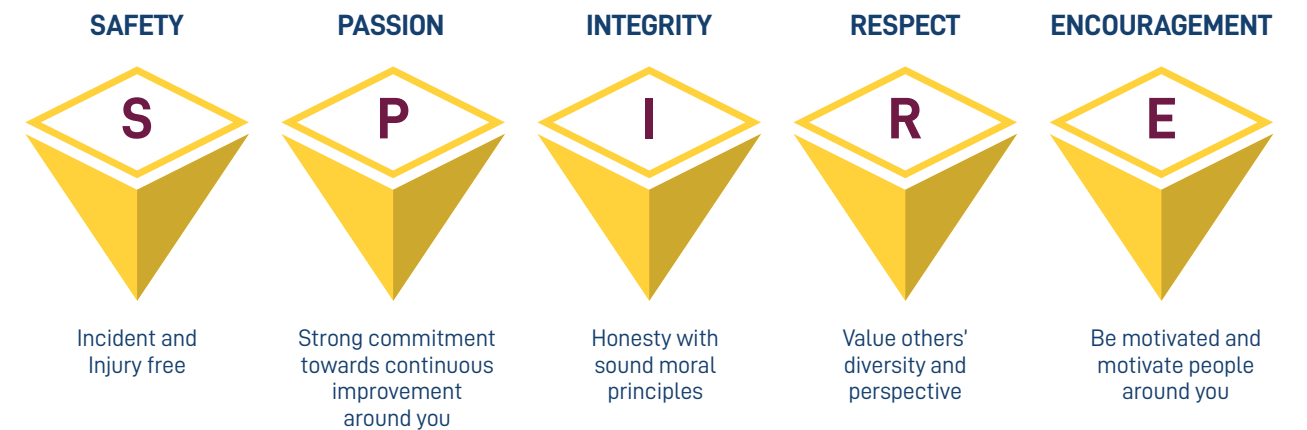 SAFETY
PASSION
INTEGRITY
RESPECT
ENCOURAGEMENT
S
P
I
R
E
Incident and
Injury free
Strong commitment
towards continuous
improvement
around you
Honesty with
sound moral
principles
Value others'
diversity and
perspective
Be motivated and
motivate people
around you